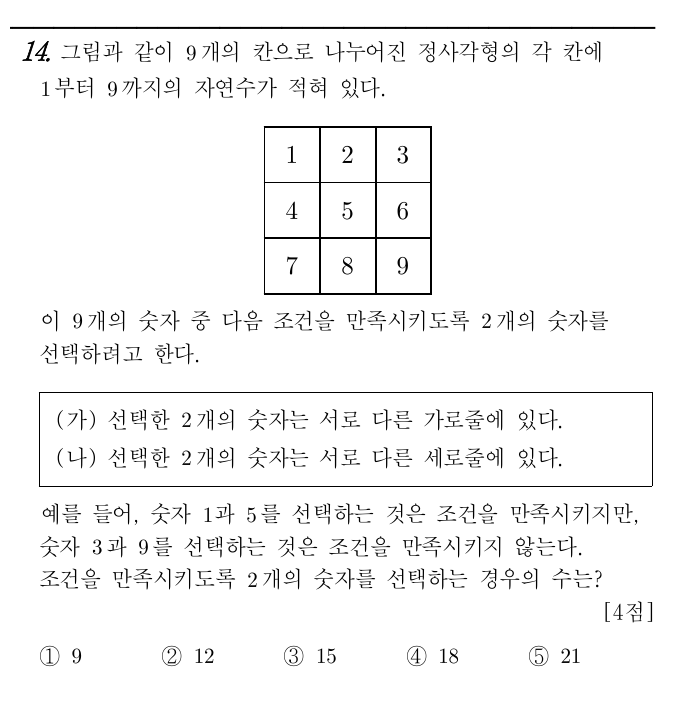 14. 그림과 같이 9개의 칸으로 나누어진 정사각형의 각 칸에
1부터 9까지의 자연수가 적혀 있다.
1 2 3
4 5 6
7 8 9
이 9개의 숫자 중 다음 조건을 만족시키도록 2개의 숫자를
선택하려고 한다.
(가) 선택한 2개의 숫자는 서로 다른 가로줄에 있다.
(나) 선택한 2개의 숫자는 서로 다른 세로줄에 있다.
예를 들어, 숫자 1과 5를 선택하는 것은 조건을 만족시키지만,
숫자 3과 9를 선택하는 것은 조건을 만족시키지 않는다.
조건을 만족시키도록 2개의 숫자를 선택하는 경우의 수는?
[4점]
① 9 ② 12 ③ 15 ④ 18 ⑤ 21